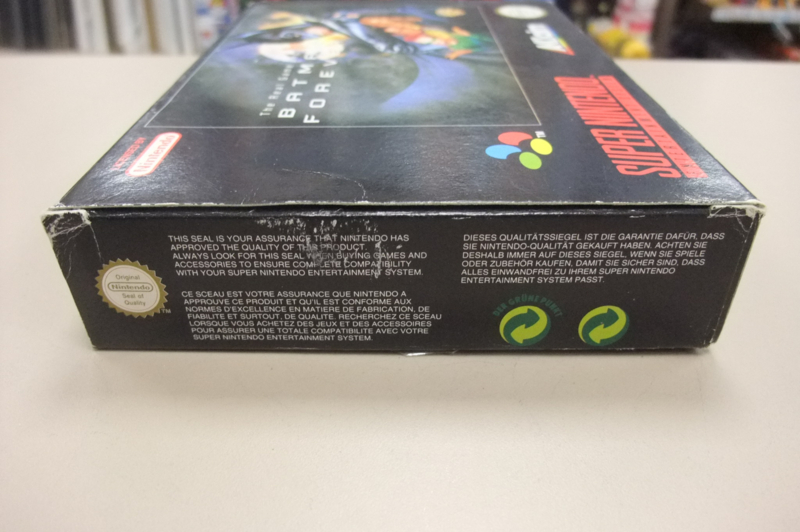 The Real Game
BATMAN
FOREVER
LICENSED BY
Nintendo
Akklaim
SUPER NINTENDO
TM
THIS SEAL IS YOUR ASSURANCE THAT NINTENDO HAS
APPROVED THE QUALITY OF THIS PRODUCT.
ALWAYS LOOK FOR THIS SEAL WHEN BUYING GAMES AND
ACCESSORIES TO ENSURE COMPLETE COMPATIBILITY
WITH YOUR SUPER NINTENDO ENTERTAINMENT SYSTEM.
Original
Nintendo
Seal of
Quality
TM
CE SCEAU EST VOTRE ASSURANCE QUE NINTENDO A
APPROUVE CE PRODUIT ET QU'IL EST CONFORME AUX
NORMES D'EXCELLENCE EN MATIERE DE FABRICATION, DE
FIABILITE ET SURTOUT, DE QUALITE. RECHERCHEZ CE SCEAU
LORSQUE VOUS ACHETEZ DES JEUX ET DES ACCESSOIRES
POUR ASSURER UNE TOTALE COMPATIBILITE AVEC VOTRE
SUPER NINTENDO ENTERTAINMENT SYSTEM.
DIESES QUALITÄTSSIEGEL IST DIE GARANTIE DAFÜR, DASS
SIE NINTENDO-QUALITÄT GEKAUFT HABEN. ACHTEN SIE
DESHALB IMMER AUF DIESES SIEGEL, WENN SIE SPIELE
ODER ZUBEHÖR KAUFEN, DAMIT SIE SICHER SIND, DASS
ALLES EINWANDFREI ZU IHREM SUPER NINTENDO
ENTERTAINMENT SYSTEM PASST.
DER GRÜNE PUNKT